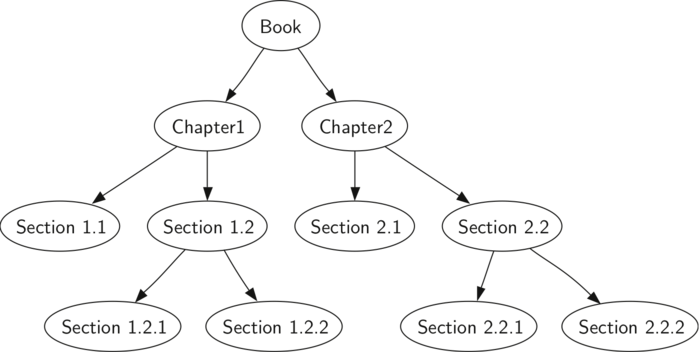 Book
Chapter1
Chapter2
Section 1.1
Section 1.2
Section 2.1
Section 2.2
Section 1.2.1
Section 1.2.2
Section 2.2.1
Section 2.2.2